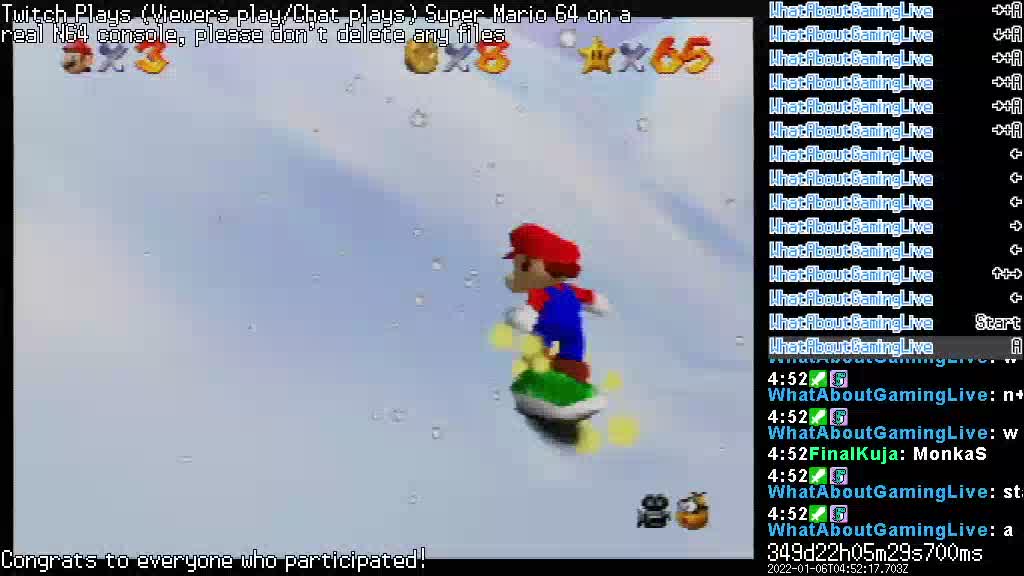 Twitch Plays (Viewers play/Chat plays) Super Mario 64 on a
real N64 console, please don't delete any files
3
8
65
Congrats to everyone who participated!
WhatAboutGamingLive →+A
WhatAboutGamingLive ↓+A
WhatAboutGamingLive →+A
WhatAboutGamingLive →+A
WhatAboutGamingLive →+A
WhatAboutGamingLive →+A
WhatAboutGamingLive ←
WhatAboutGamingLive ←
WhatAboutGamingLive ←
WhatAboutGamingLive →
WhatAboutGamingLive ←
WhatAboutGamingLive ↑+→
WhatAboutGamingLive ←
WhatAboutGamingLive Start
WhatAboutGamingLive A
WhatAboutGamingLive: w
4:52
WhatAboutGamingLive: n+
4:52
WhatAboutGamingLive: w
4:52FinalKuja: MonkaS
4:52
WhatAboutGamingLive: sta
4:52
WhatAboutGamingLive: a
349d22h05m29s700ms
2022-01-06T04:52:17.703Z